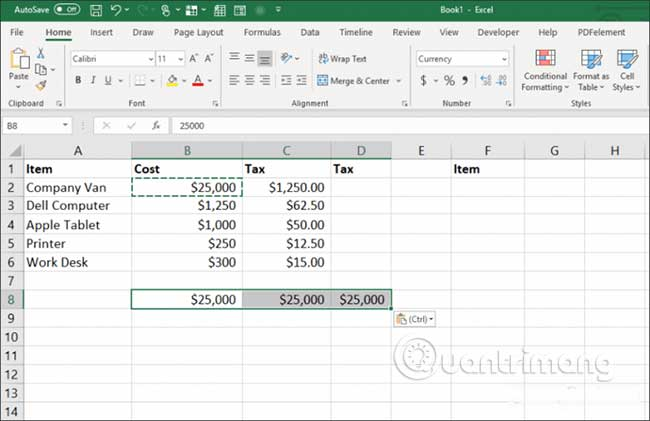 AutoSave Off Book1 - Excel
File Home Insert Draw Page Layout Formulas Data Timeline Review View Developer Help PDFelement
Paste Calibri 11 A A Wrap Text Currency Conditional Format as Cell
B I U A Merge & Center $ % , Formatting Table Styles
Clipboard Font Alignment Number Styles
B8 fx 25000
A B C D E F G H
1 Item Cost Tax Tax Item
2 Company Van $25,000 $1,250.00
3 Dell Computer $1,250 $62.50
4 Apple Tablet $1,000 $50.00
5 Printer $250 $12.50
6 Work Desk $300 $15.00
7
8 $25,000 $25,000 $25,000
9 (Ctrl)
10
11
12 Quantrimang
13
14